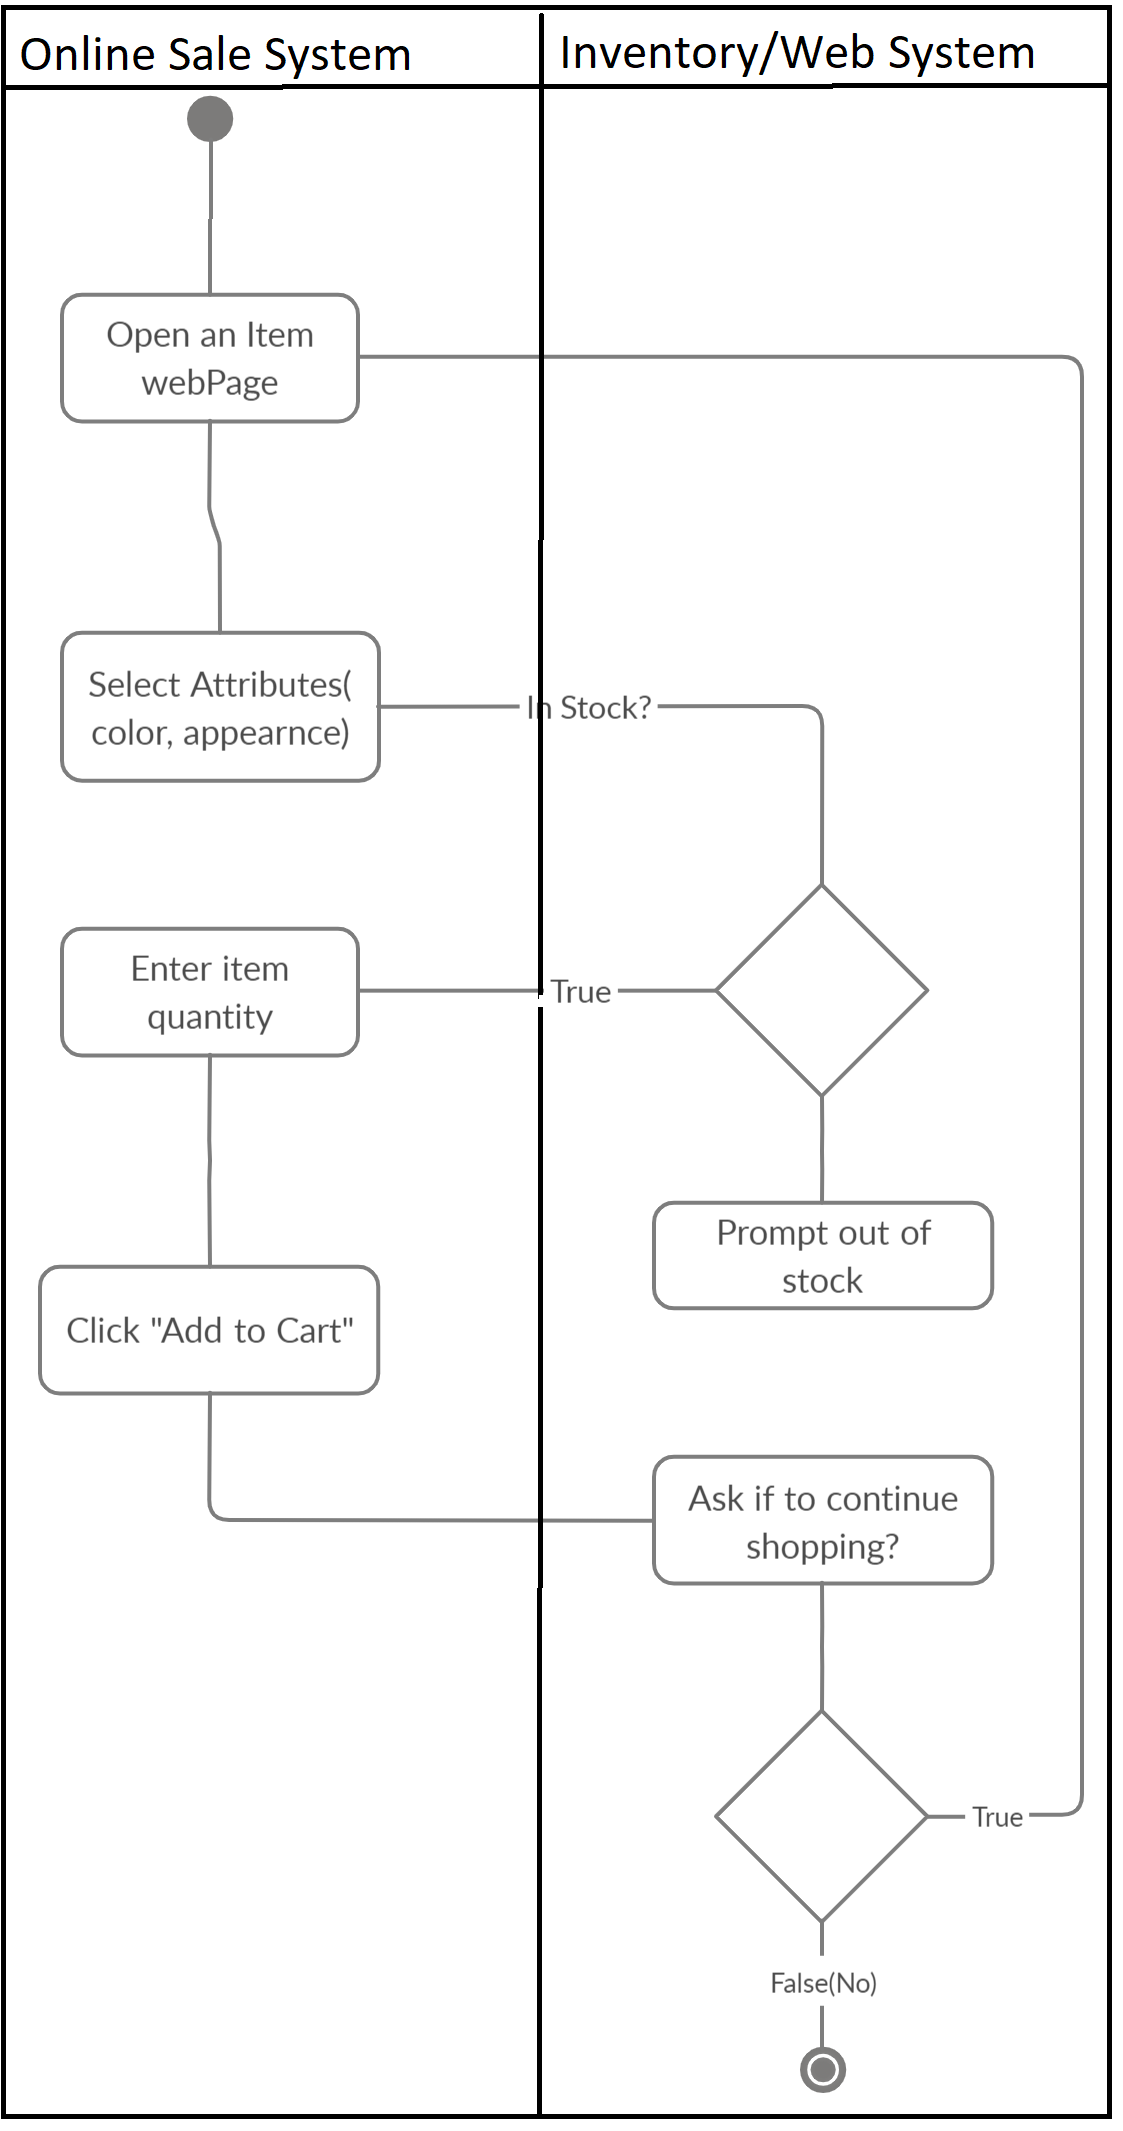 Online Sale System
Inventory/Web System
Open an Item
webPage
Select Attributes(
color, appearnce)
In Stock?
Enter item
quantity
True
Prompt out of
stock
Click "Add to Cart"
Ask if to continue
shopping?
True
False(No)